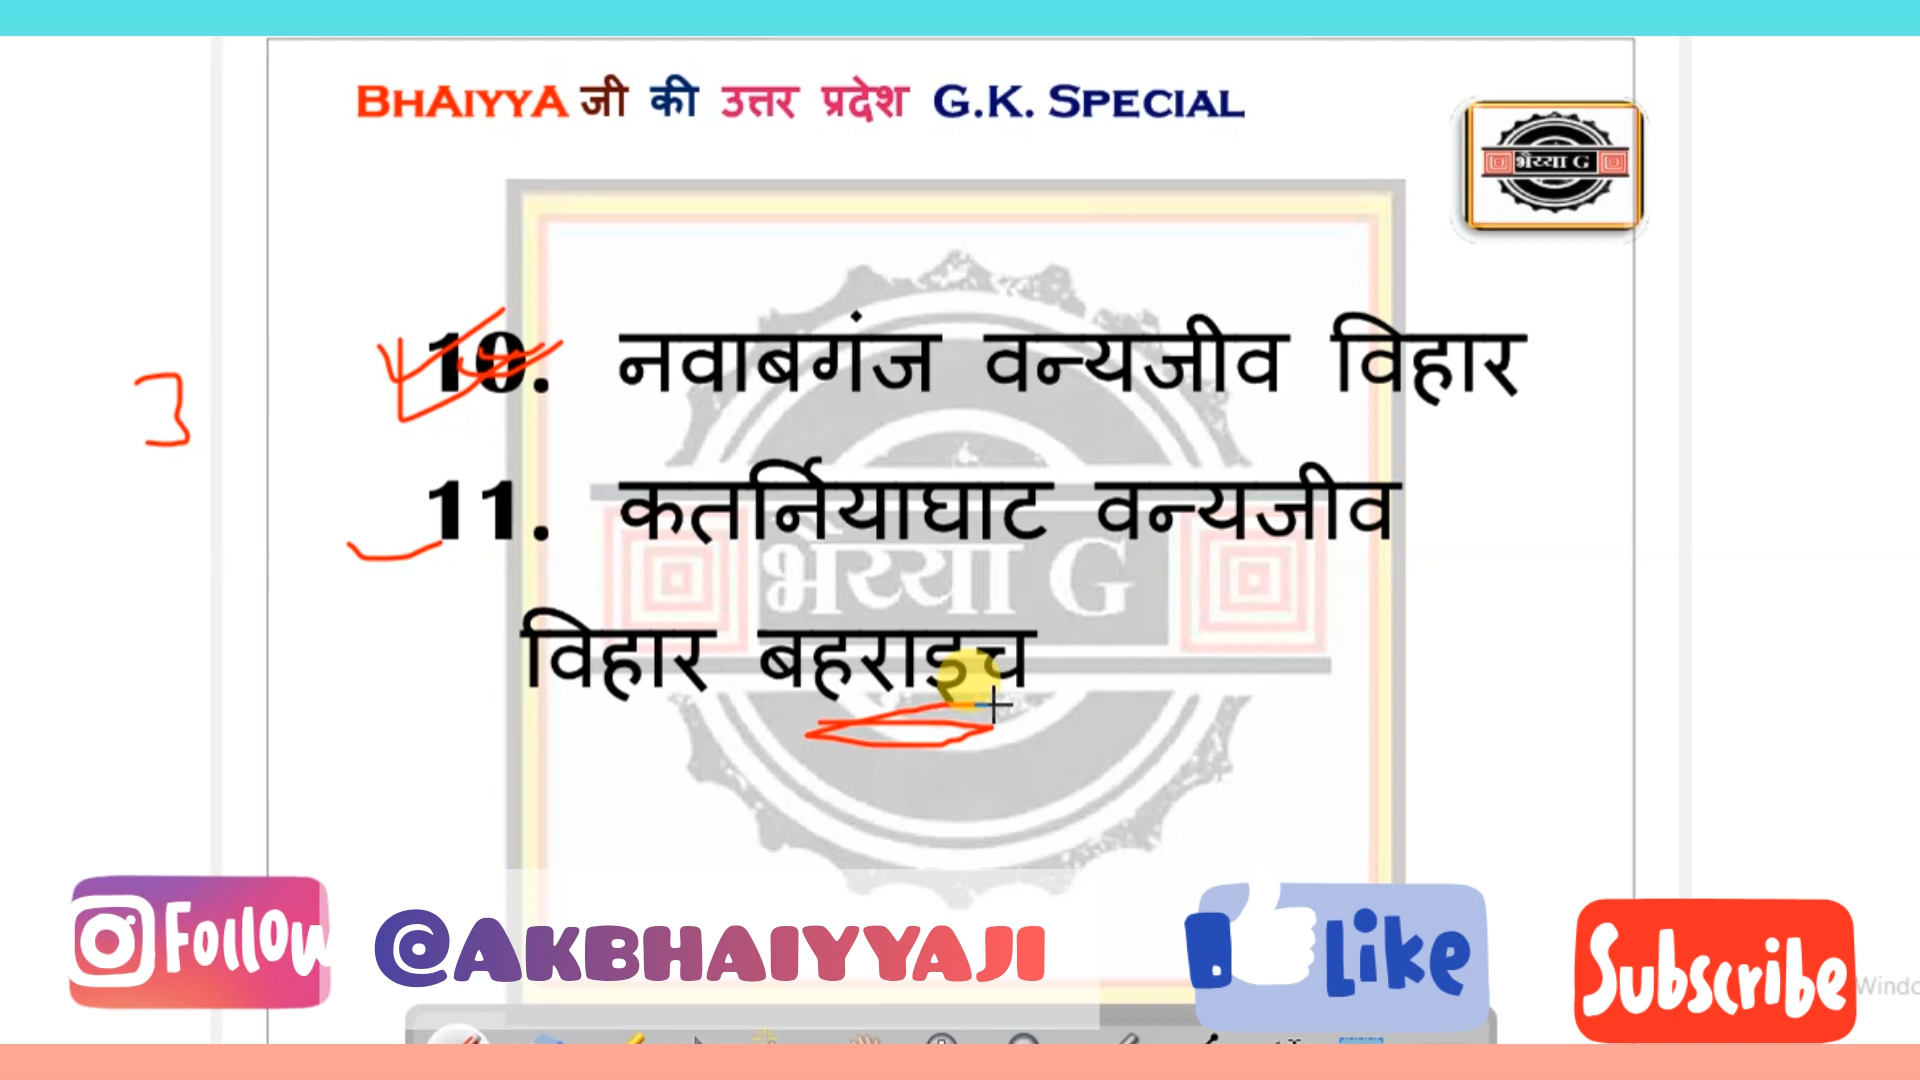 BHAIYYA जी की उत्तर प्रदेश G.K. SPECIAL
भैय्या G
10. नवाबगंज वन्यजीव विहार
3
11. कतर्नियाघाट वन्यजीव
भैय्या G
विहार बहराइच
Follow
@AKBHAIYYAJI
Like
Subscribe